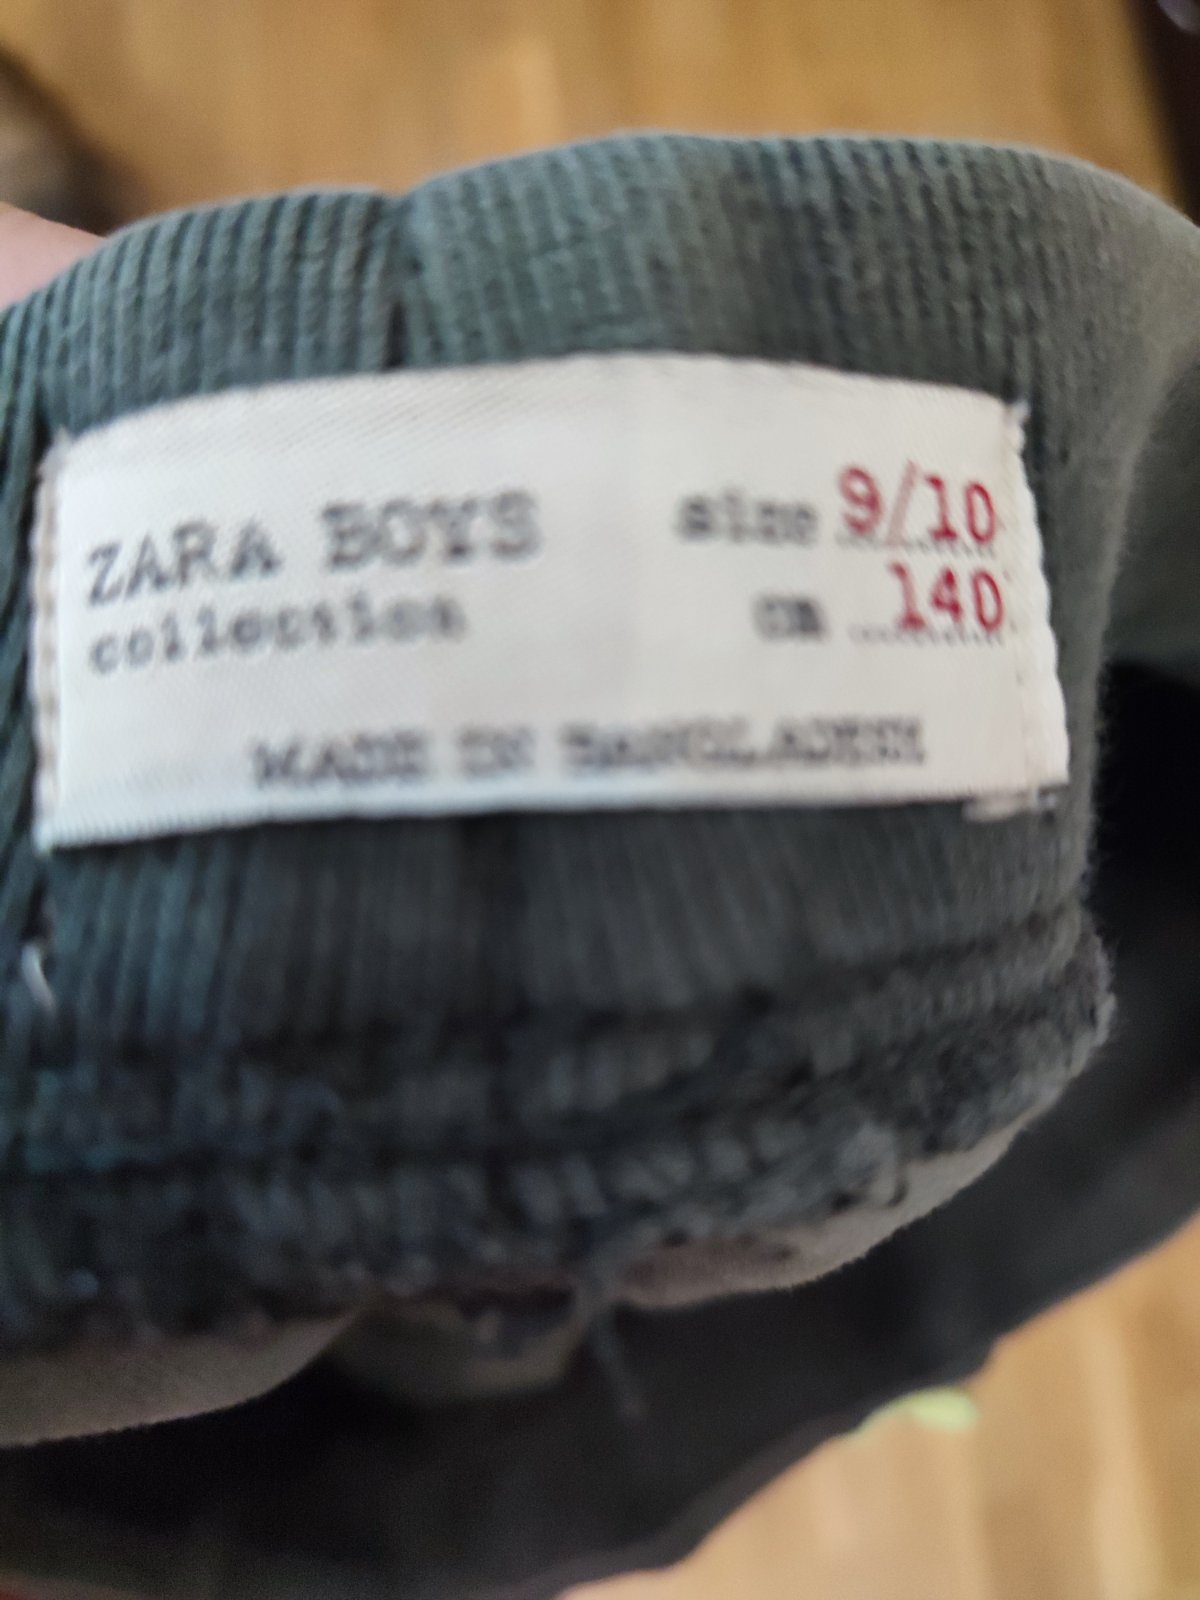 ZARA BOYS
collection
size 9/10
cm 140
MADE IN BANGLADESH